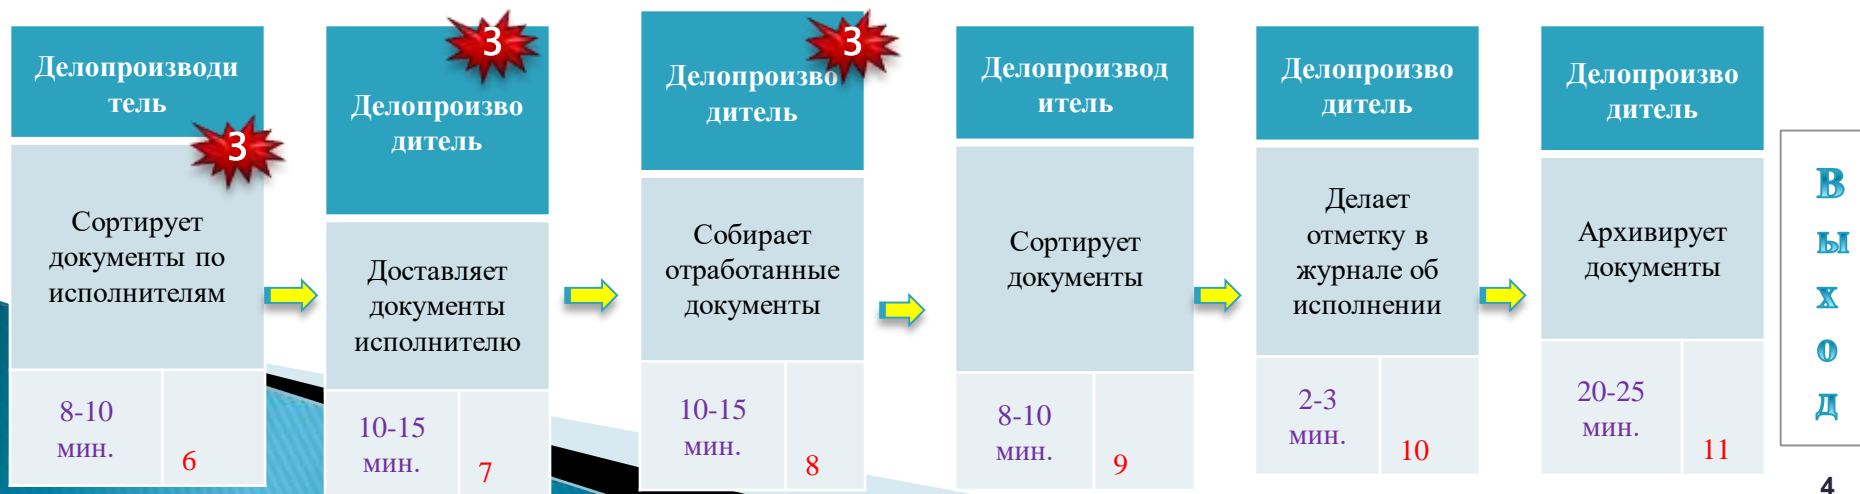 Делопроизводи
тель
3
Сортирует
документы по
исполнителям
8-10
мин.
6
3
Делопроизво
дитель
Доставляет
документы
исполнителю
10-15
мин.
7
3
Делопроизво
дитель
Собирает
отработанные
документы
10-15
мин.
8
Делопроизвод
итель
Сортирует
документы
8-10
мин.
9
Делопроизво
дитель
Делает
отметку в
журнале об
исполнении
2-3
мин.
10
Делопроизво
дитель
Архивирует
документы
20-25
мин.
11
В
ы
х
о
д
4